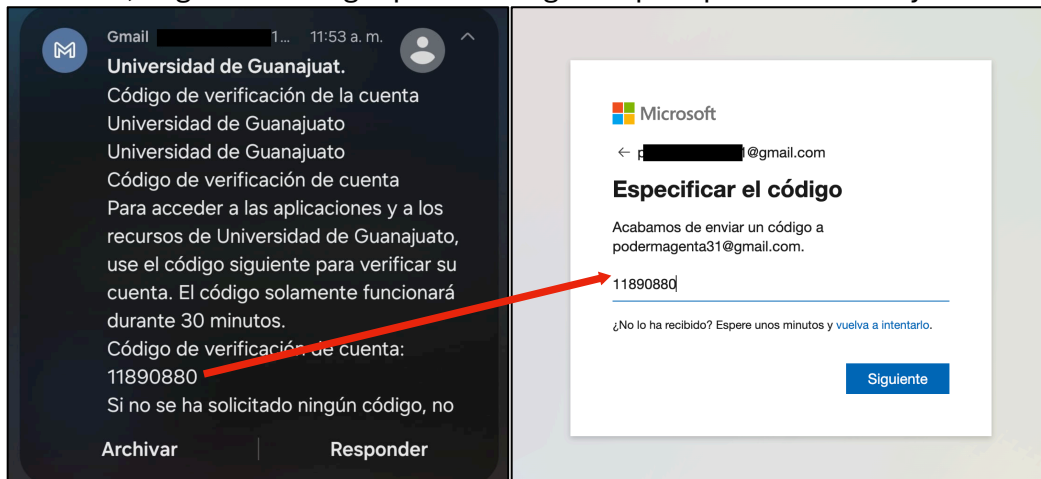 Gmail 1... 11:53 a. m.
Universidad de Guanajuat.
Código de verificación de la cuenta
Universidad de Guanajuato
Universidad de Guanajuato
Código de verificación de cuenta
Para acceder a las aplicaciones y a los
recursos de Universidad de Guanajuato,
use el código siguiente para verificar su
cuenta. El código solamente funcionará
durante 30 minutos.
Código de verificación de cuenta:
11890880
Si no se ha solicitado ningún código, no
Archivar Responder
Microsoft
← p 1@gmail.com
Especificar el código
Acabamos de enviar un código a
podermagenta31@gmail.com.
11890880
¿No lo ha recibido? Espere unos minutos y vuelva a intentarlo.
Siguiente